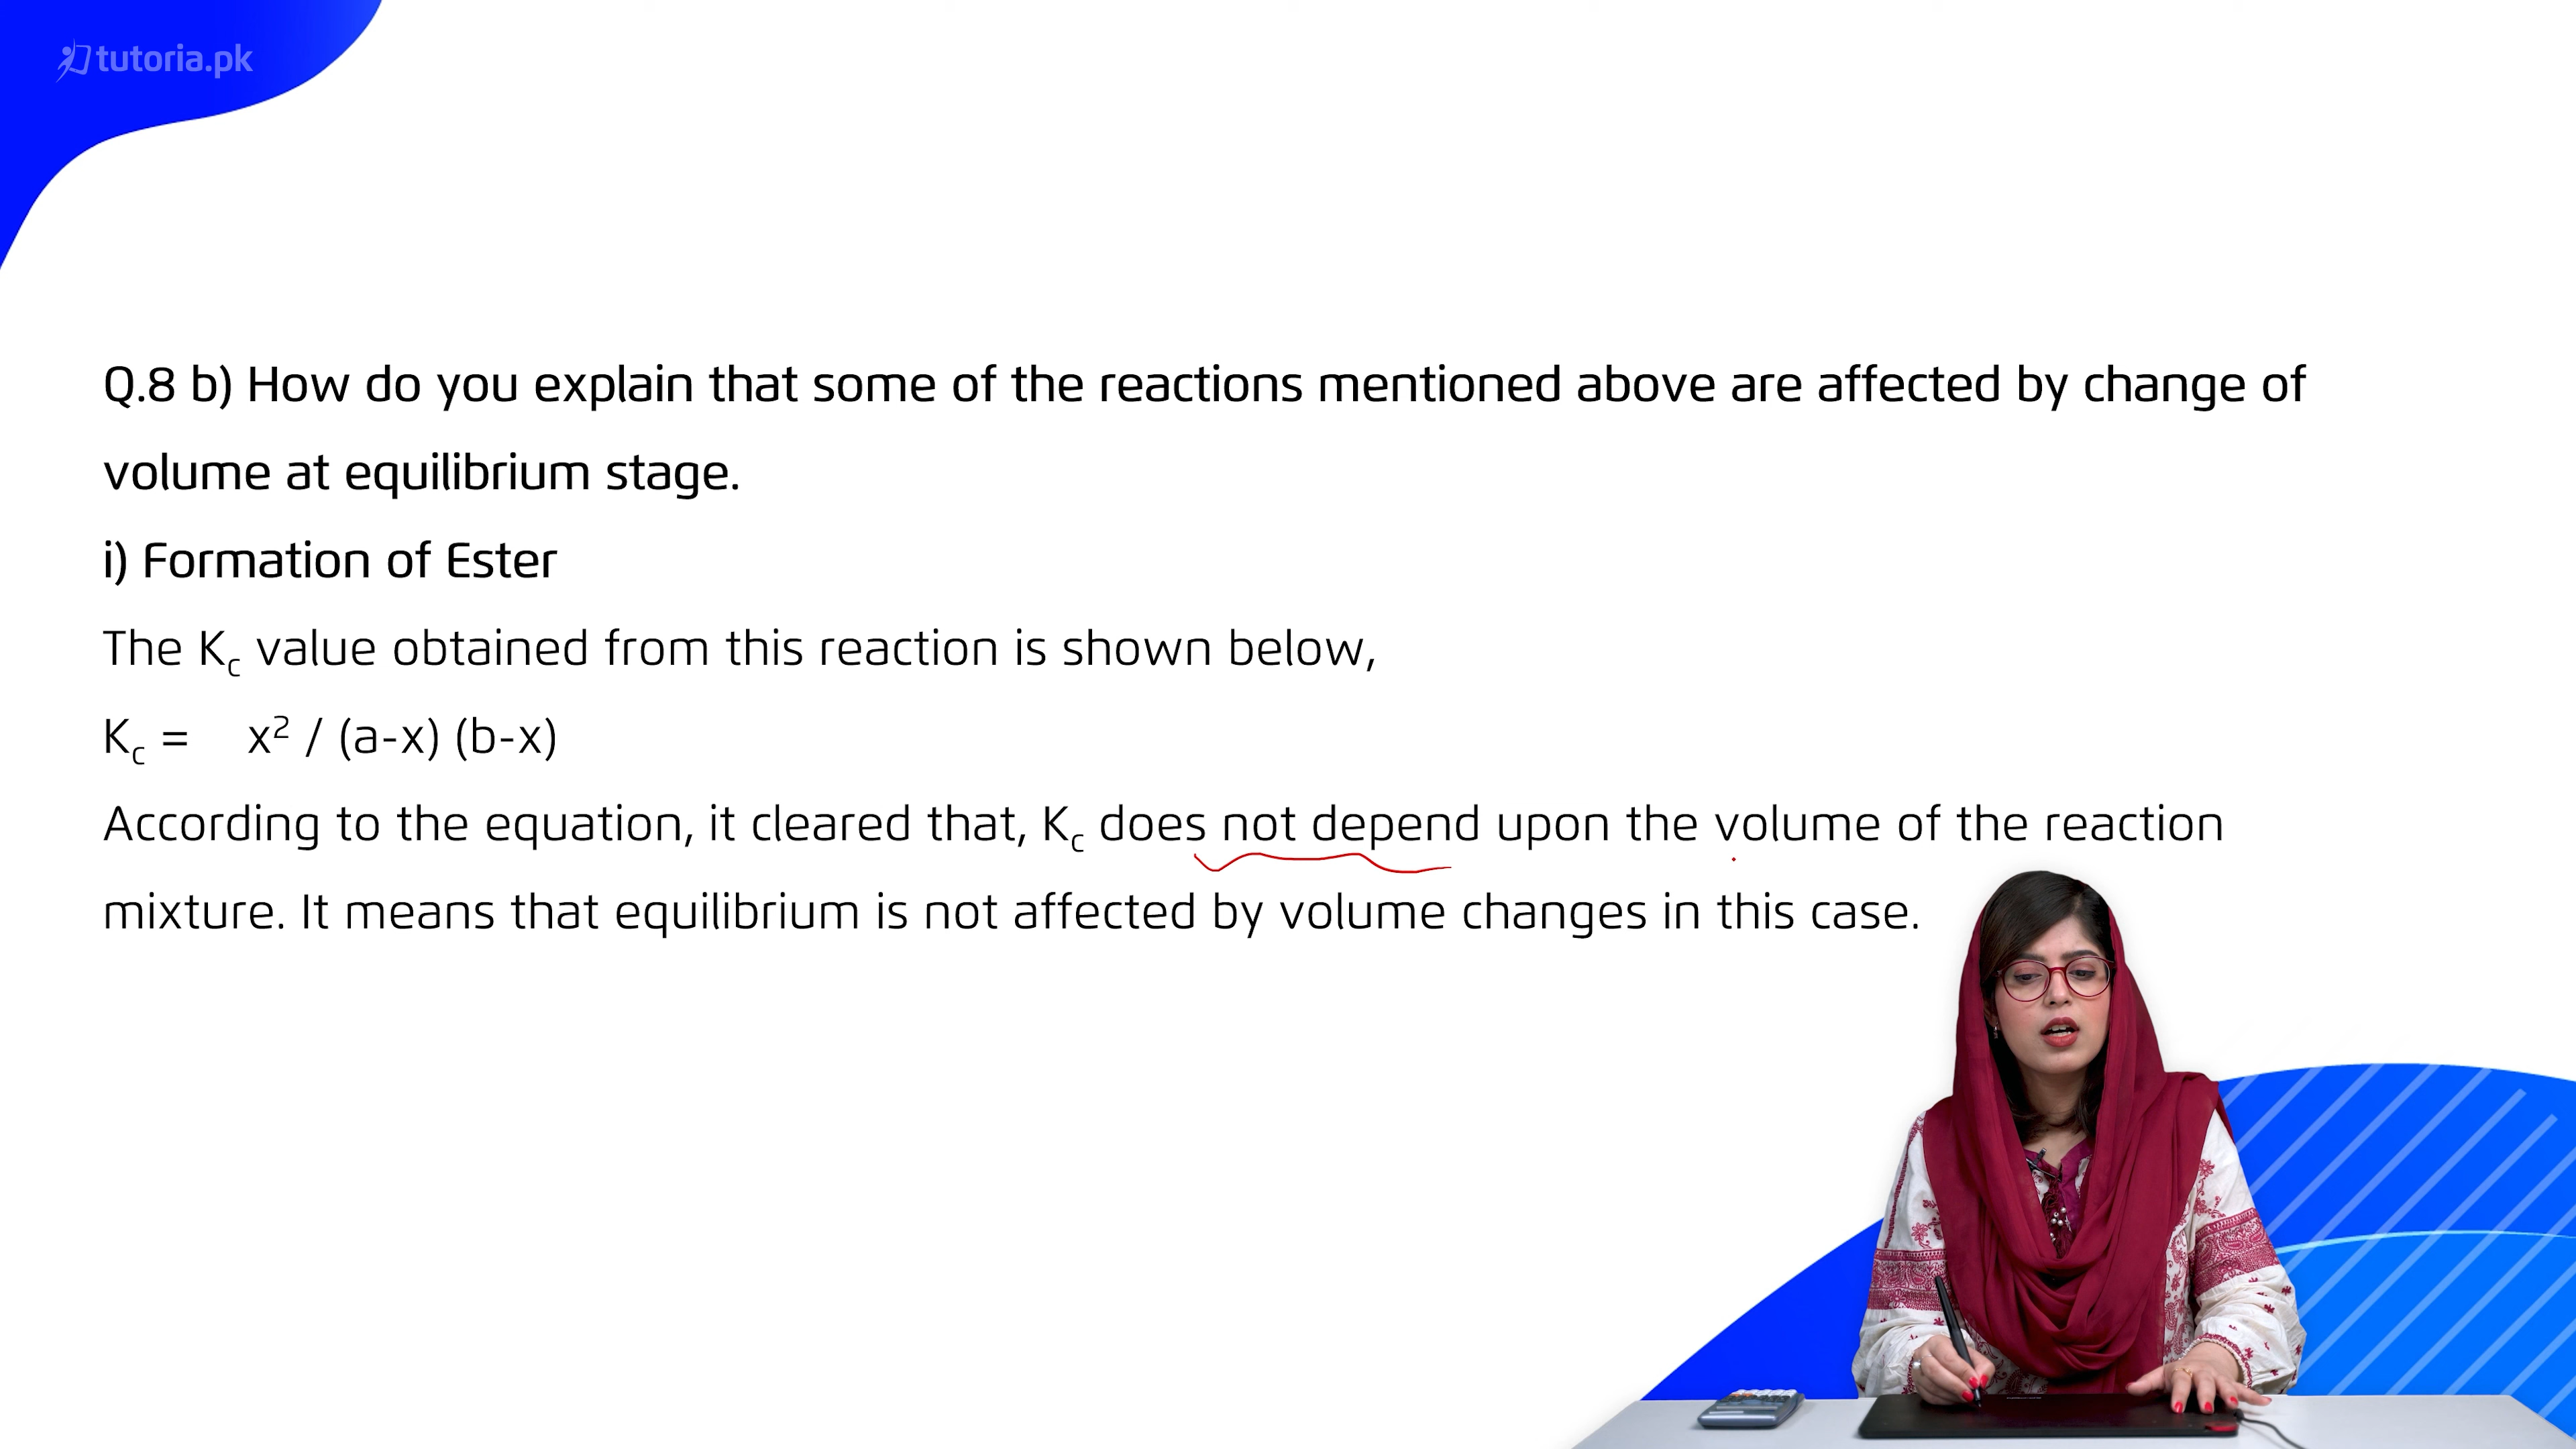 tutoria.pk
Q.8 b) How do you explain that some of the reactions mentioned above are affected by change of
volume at equilibrium stage.
i) Formation of Ester
The K꜀ value obtained from this reaction is shown below,
K꜀ = x² / (a-x) (b-x)
According to the equation, it cleared that, K꜀ does not depend upon the volume of the reaction
mixture. It means that equilibrium is not affected by volume changes in this case.